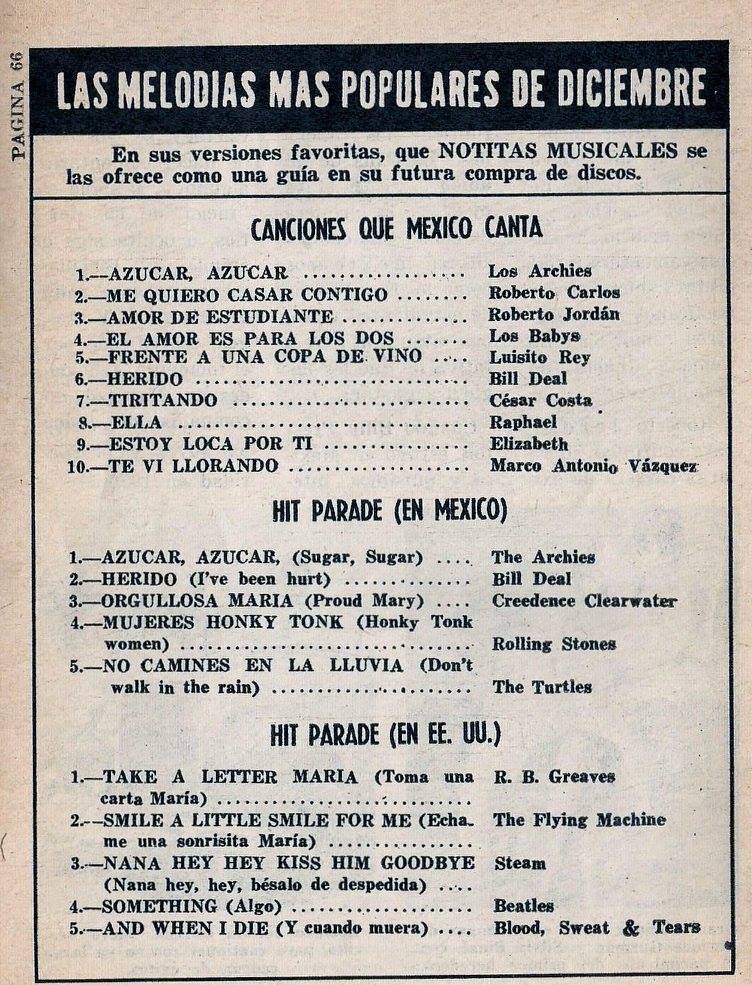 PAGINA 66
LAS MELODIAS MAS POPULARES DE DICIEMBRE
En sus versiones favoritas, que NOTITAS MUSICALES se
las ofrece como una guía en su futura compra de discos.
CANCIONES QUE MEXICO CANTA
1.—AZUCAR, AZUCAR .................. Los Archies
2.—ME QUIERO CASAR CONTIGO ........ Roberto Carlos
3.—AMOR DE ESTUDIANTE .............. Roberto Jordán
4.—EL AMOR ES PARA LOS DOS ....... Los Babys
5.—FRENTE A UNA COPA DE VINO .... Luisito Rey
6.—HERIDO .............................. Bill Deal
7.—TIRITANDO ........................... César Costa
8.—ELLA ................................. Raphael
9.—ESTOY LOCA POR TI ................ Elizabeth
10.—TE VI LLORANDO .................... Marco Antonio Vázquez
HIT PARADE (EN MEXICO)
1.—AZUCAR, AZUCAR, (Sugar, Sugar) .... The Archies
2.—HERIDO (I've been hurt) .............. Bill Deal
3.—ORGULLOSA MARIA (Proud Mary) .... Creedence Clearwater
4.—MUJERES HONKY TONK (Honky Tonk
women) ................................ Rolling Stones
5.—NO CAMINES EN LA LLUVIA (Don't
walk in the rain) ...................... The Turtles
HIT PARADE (EN EE. UU.)
1.—TAKE A LETTER MARIA (Toma una R. B. Greaves
carta María) ............................
2.--SMILE A LITTLE SMILE FOR ME (Echa- The Flying Machine
me una sonrisita María) ...............
3.—NANA HEY HEY KISS HIM GOODBYE Steam
(Nana hey, hey, bésalo de despedida) ....
4.—SOMETHING (Algo) .................... Beatles
5.—AND WHEN I DIE (Y cuando muera) .... Blood, Sweat & Tears